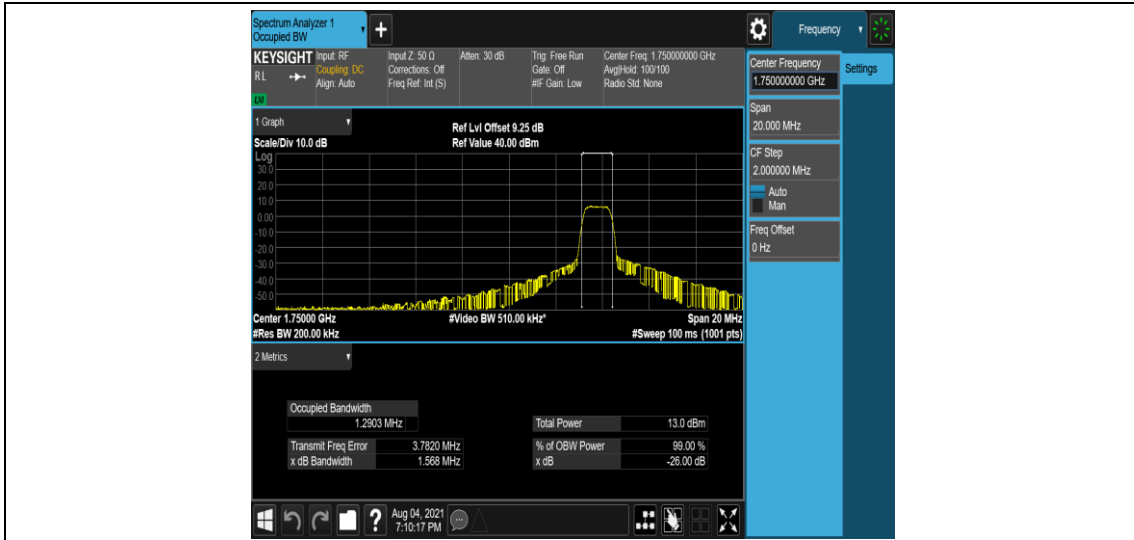 Spectrum Analyzer 1
Occupied BW
Frequency
KEYSIGHT
RL
Input: RF
Coupling: DC
Align: Auto
Input Z: 50 Ω
Corrections: Off
Freq Ref: Int (S)
Atten: 30 dB
Trig: Free Run
Gate: Off
#IF Gain: Low
Center Freq: 1.750000000 GHz
Avg|Hold: 100/100
Radio Std: None
Center Frequency
1.750000000 GHz
Settings
Span
20.000 MHz
CF Step
2.000000 MHz
Auto
Man
Freq Offset
0 Hz
1 Graph
Scale/Div 10.0 dB
Ref Lvl Offset 9.25 dB
Ref Value 40.00 dBm
Log
30.0
20.0
10.0
0.00
-10.0
-20.0
-30.0
-40.0
-50.0
Center 1.75000 GHz
#Video BW 510.00 kHz*
Span 20 MHz
#Res BW 200.00 kHz
#Sweep 100 ms (1001 pts)
2 Metrics
Occupied Bandwidth
1.2903 MHz
Total Power 13.0 dBm
Transmit Freq Error 3.7820 MHz
% of OBW Power 99.00 %
x dB Bandwidth 1.568 MHz
x dB -26.00 dB
?
Aug 04, 2021
7:10:17 PM